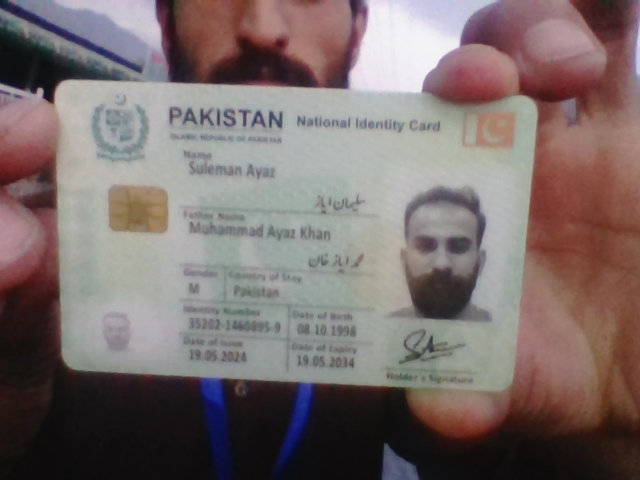 PAKISTAN National Identity Card
ISLAMIC REPUBLIC OF PAKISTAN
Name
Suleman Ayaz
سلیمان ایاز
Father Name
Muhammad Ayaz Khan
محمد ایاز خان
Gender Country of Stay
M Pakistan
Identity Number Date of Birth
35202-1460895-9 08.10.1998
Date of Issue Date of Expiry
19.05.2024 19.05.2034
Holder's Signature